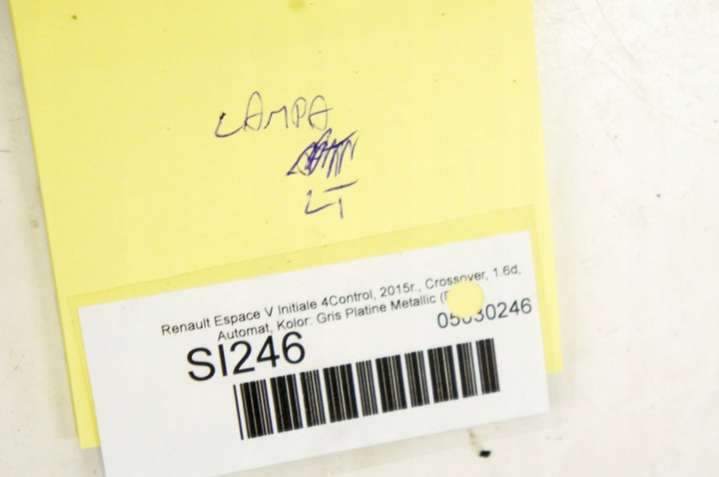 LAMPA
LT
Renault Espace V Initiale 4Control, 2015r., Crossover, 1.6d,
Automat, Kolor: Gris Platine Metallic
SI246
05030246